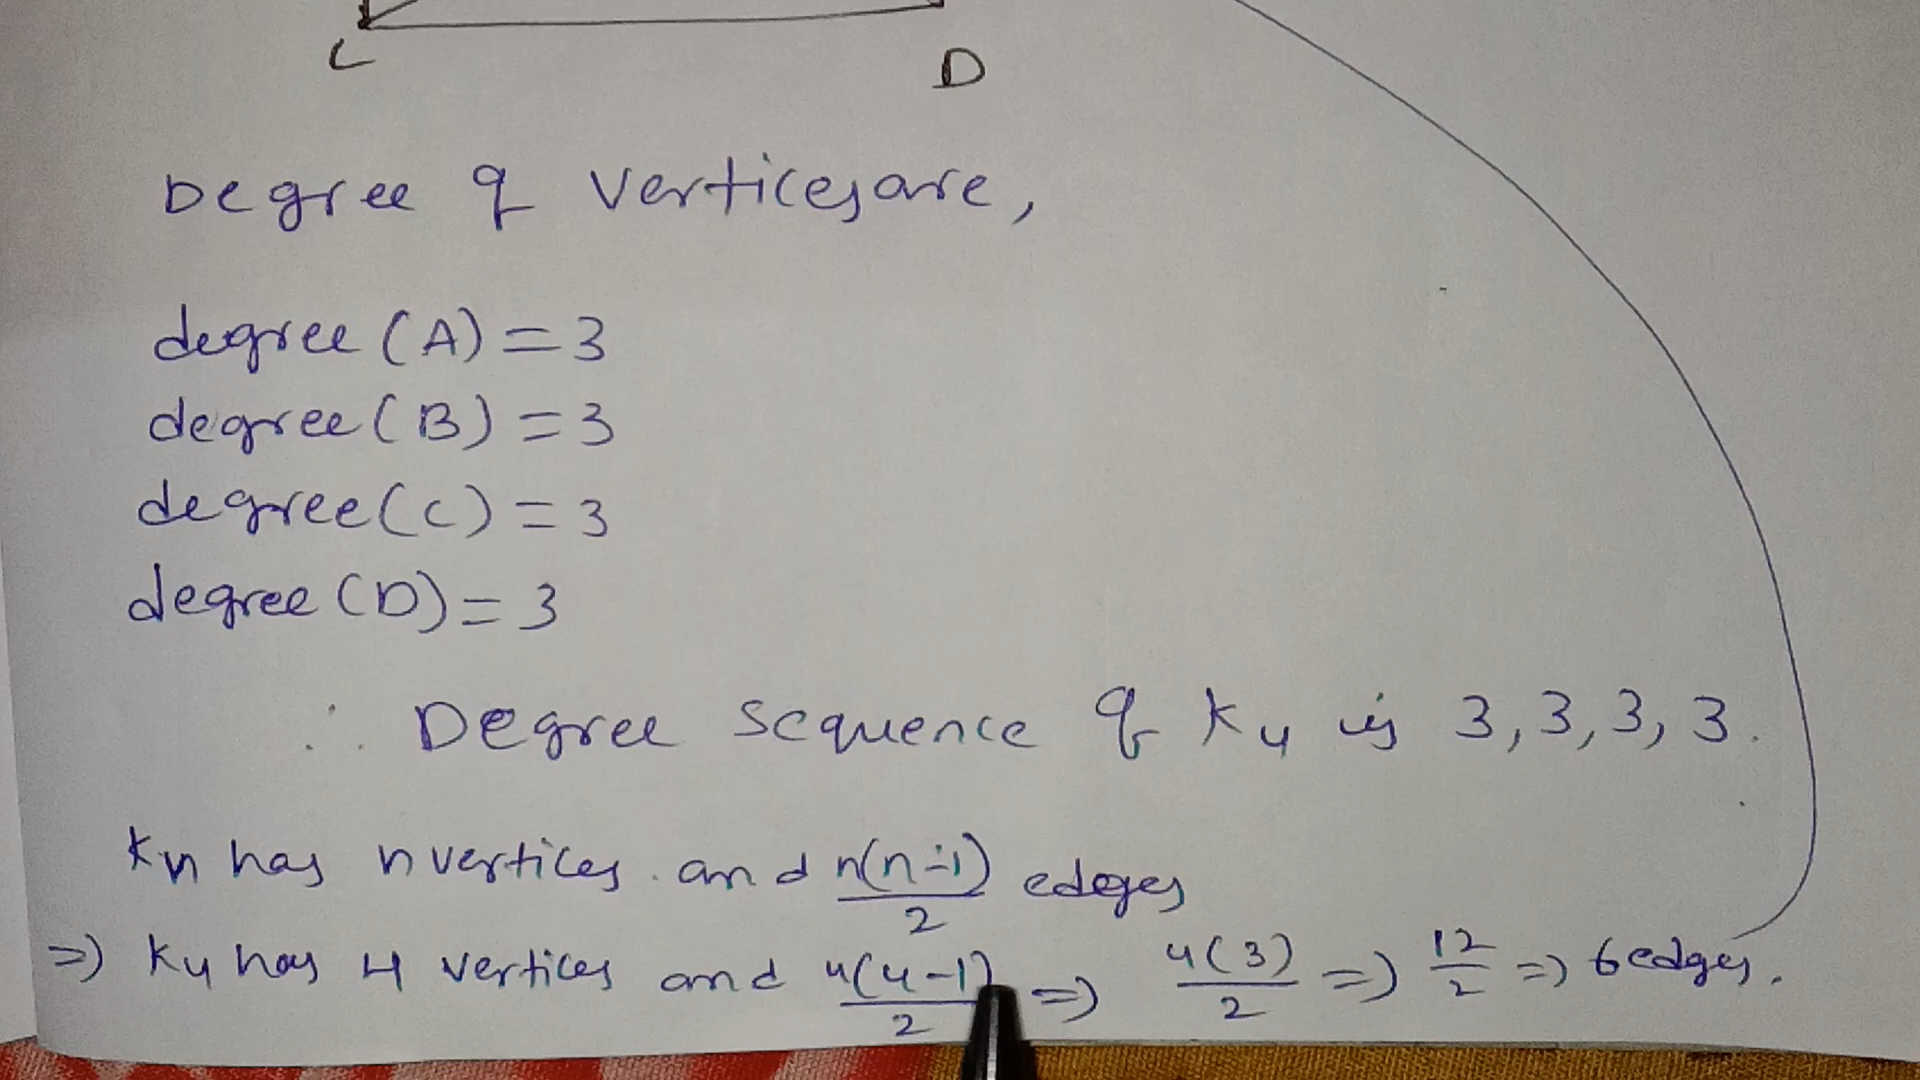 C D
Degree of vertices are,
degree (A) = 3
degree (B) = 3
degree (C) = 3
degree (D) = 3
∴ Degree sequence of K4 is 3, 3, 3, 3.
Kn has n vertices and n(n-1)/2 edges
=> K4 has 4 vertices and 4(4-1)/2 => 4(3)/2 => 12/2 => 6 edges.